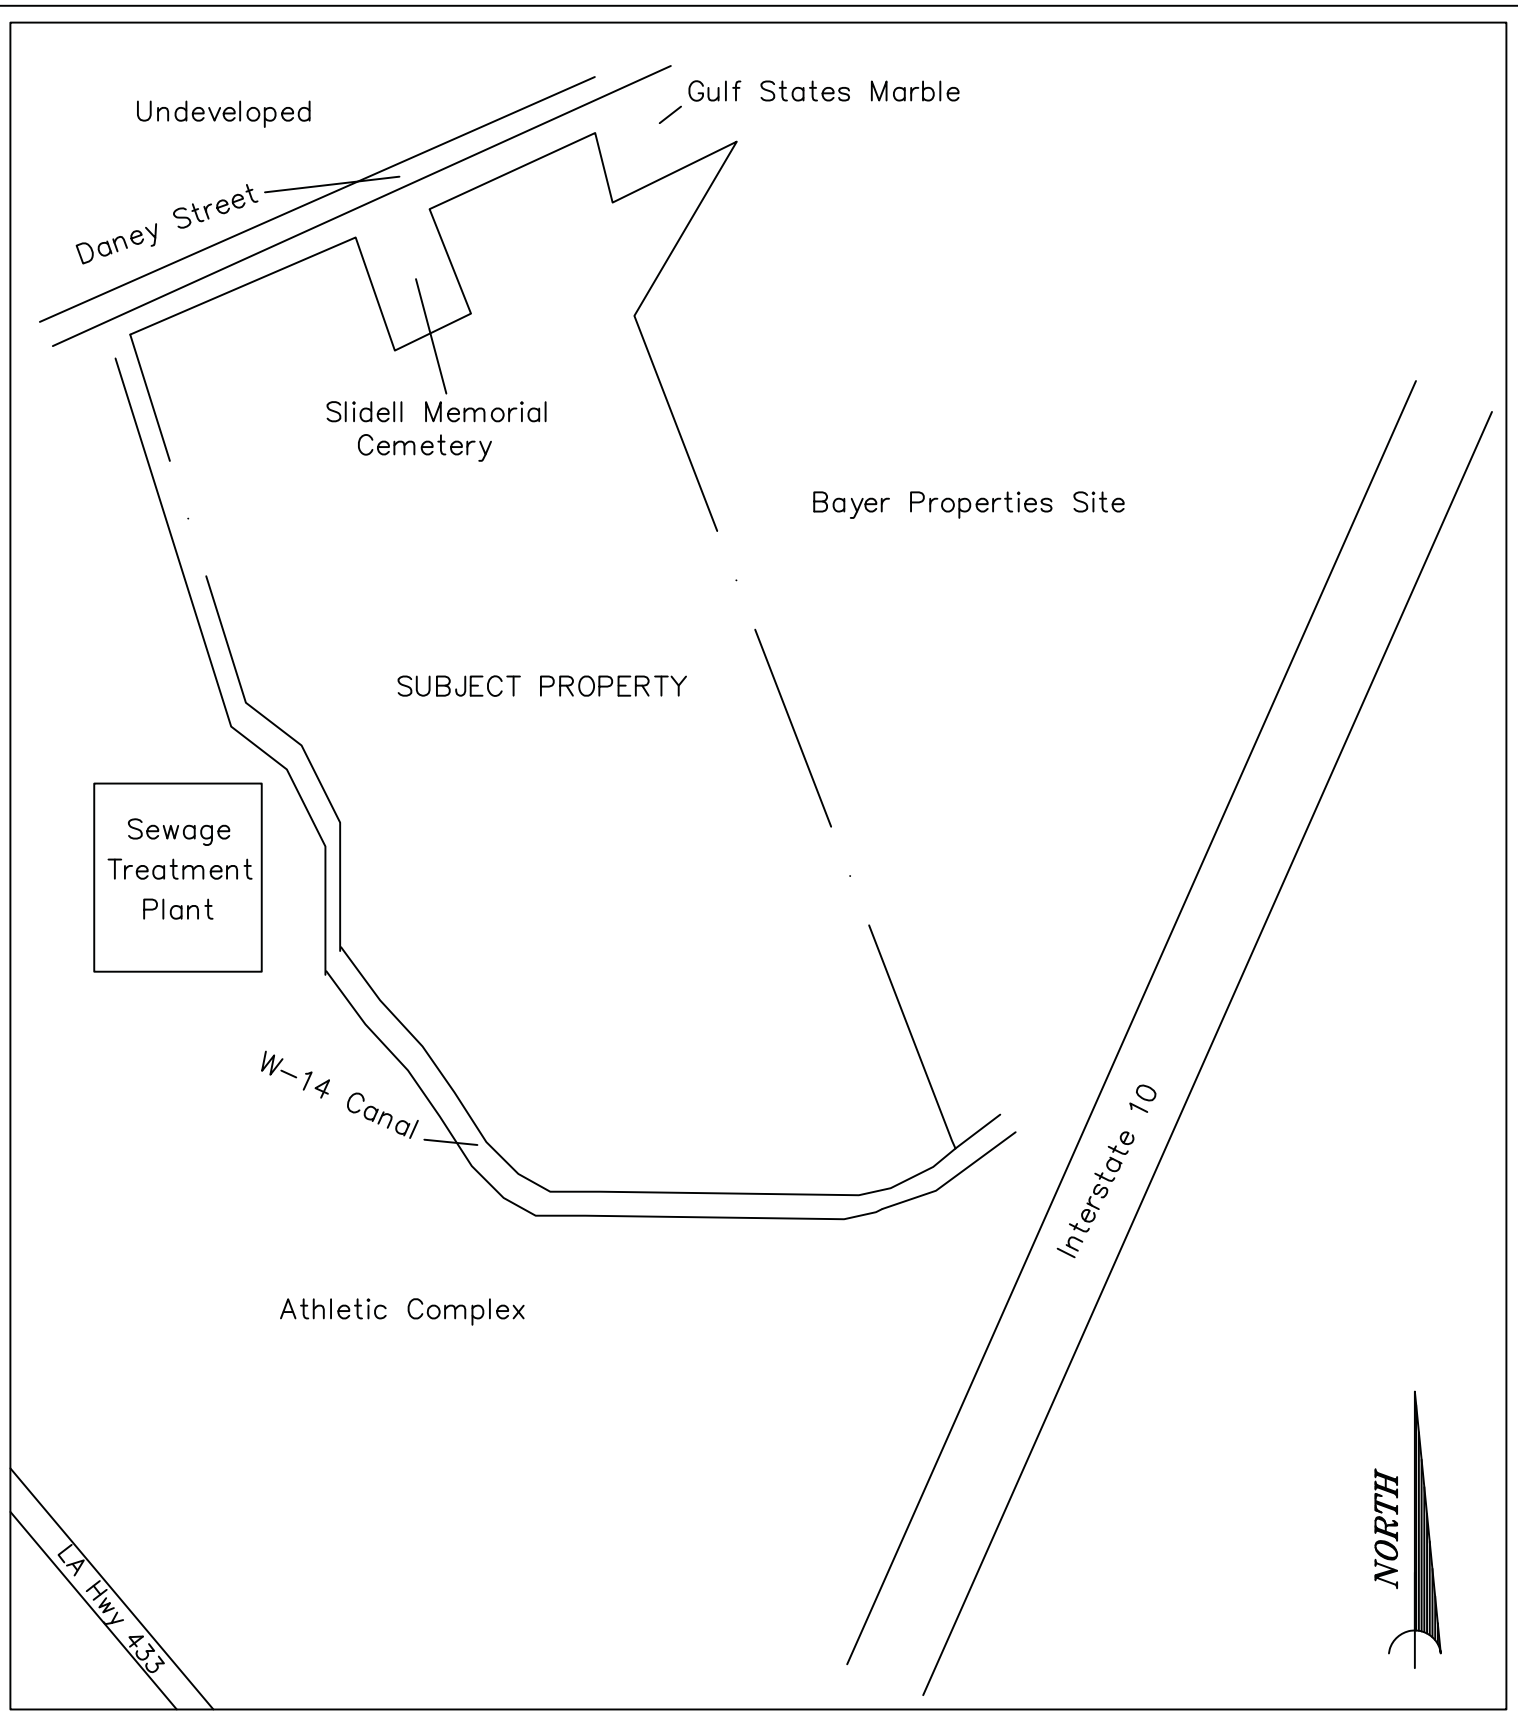 Gulf States Marble
Undeveloped
Daney Street
Slidell Memorial
Cemetery
Bayer Properties Site
SUBJECT PROPERTY
Sewage
Treatment
Plant
W-14 Canal
Interstate 10
Athletic Complex
NORTH
LA Hwy 433